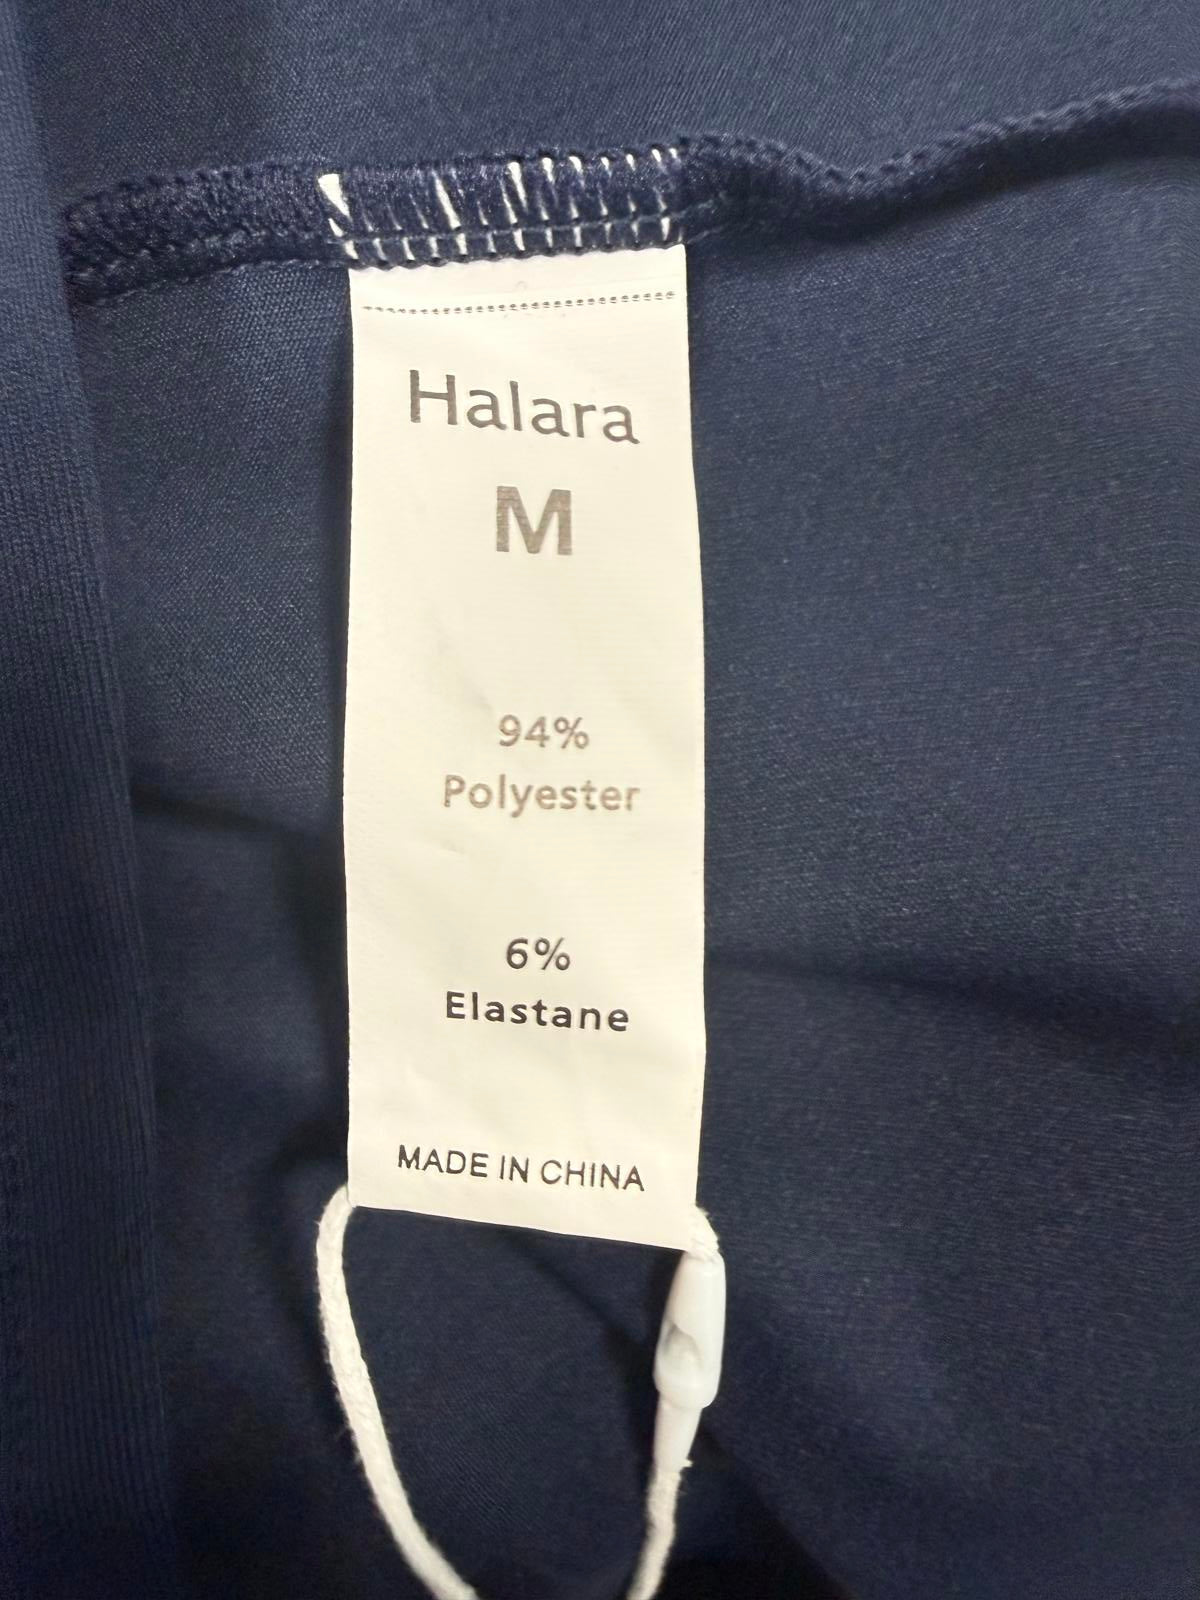 Halara
M
94%
Polyester
6%
Elastane
MADE IN CHINA